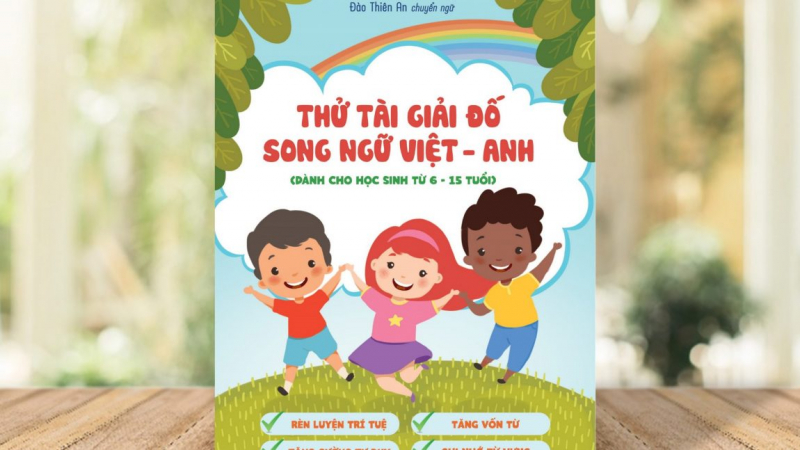 Đào Thiên An chuyển ngữ
THỬ TÀI GIẢI ĐỐ
SONG NGỮ VIỆT - ANH
(DÀNH CHO HỌC SINH TỪ 6 - 15 TUỔI)
RÈN LUYỆN TRÍ TUỆ
TĂNG VỐN TỪ